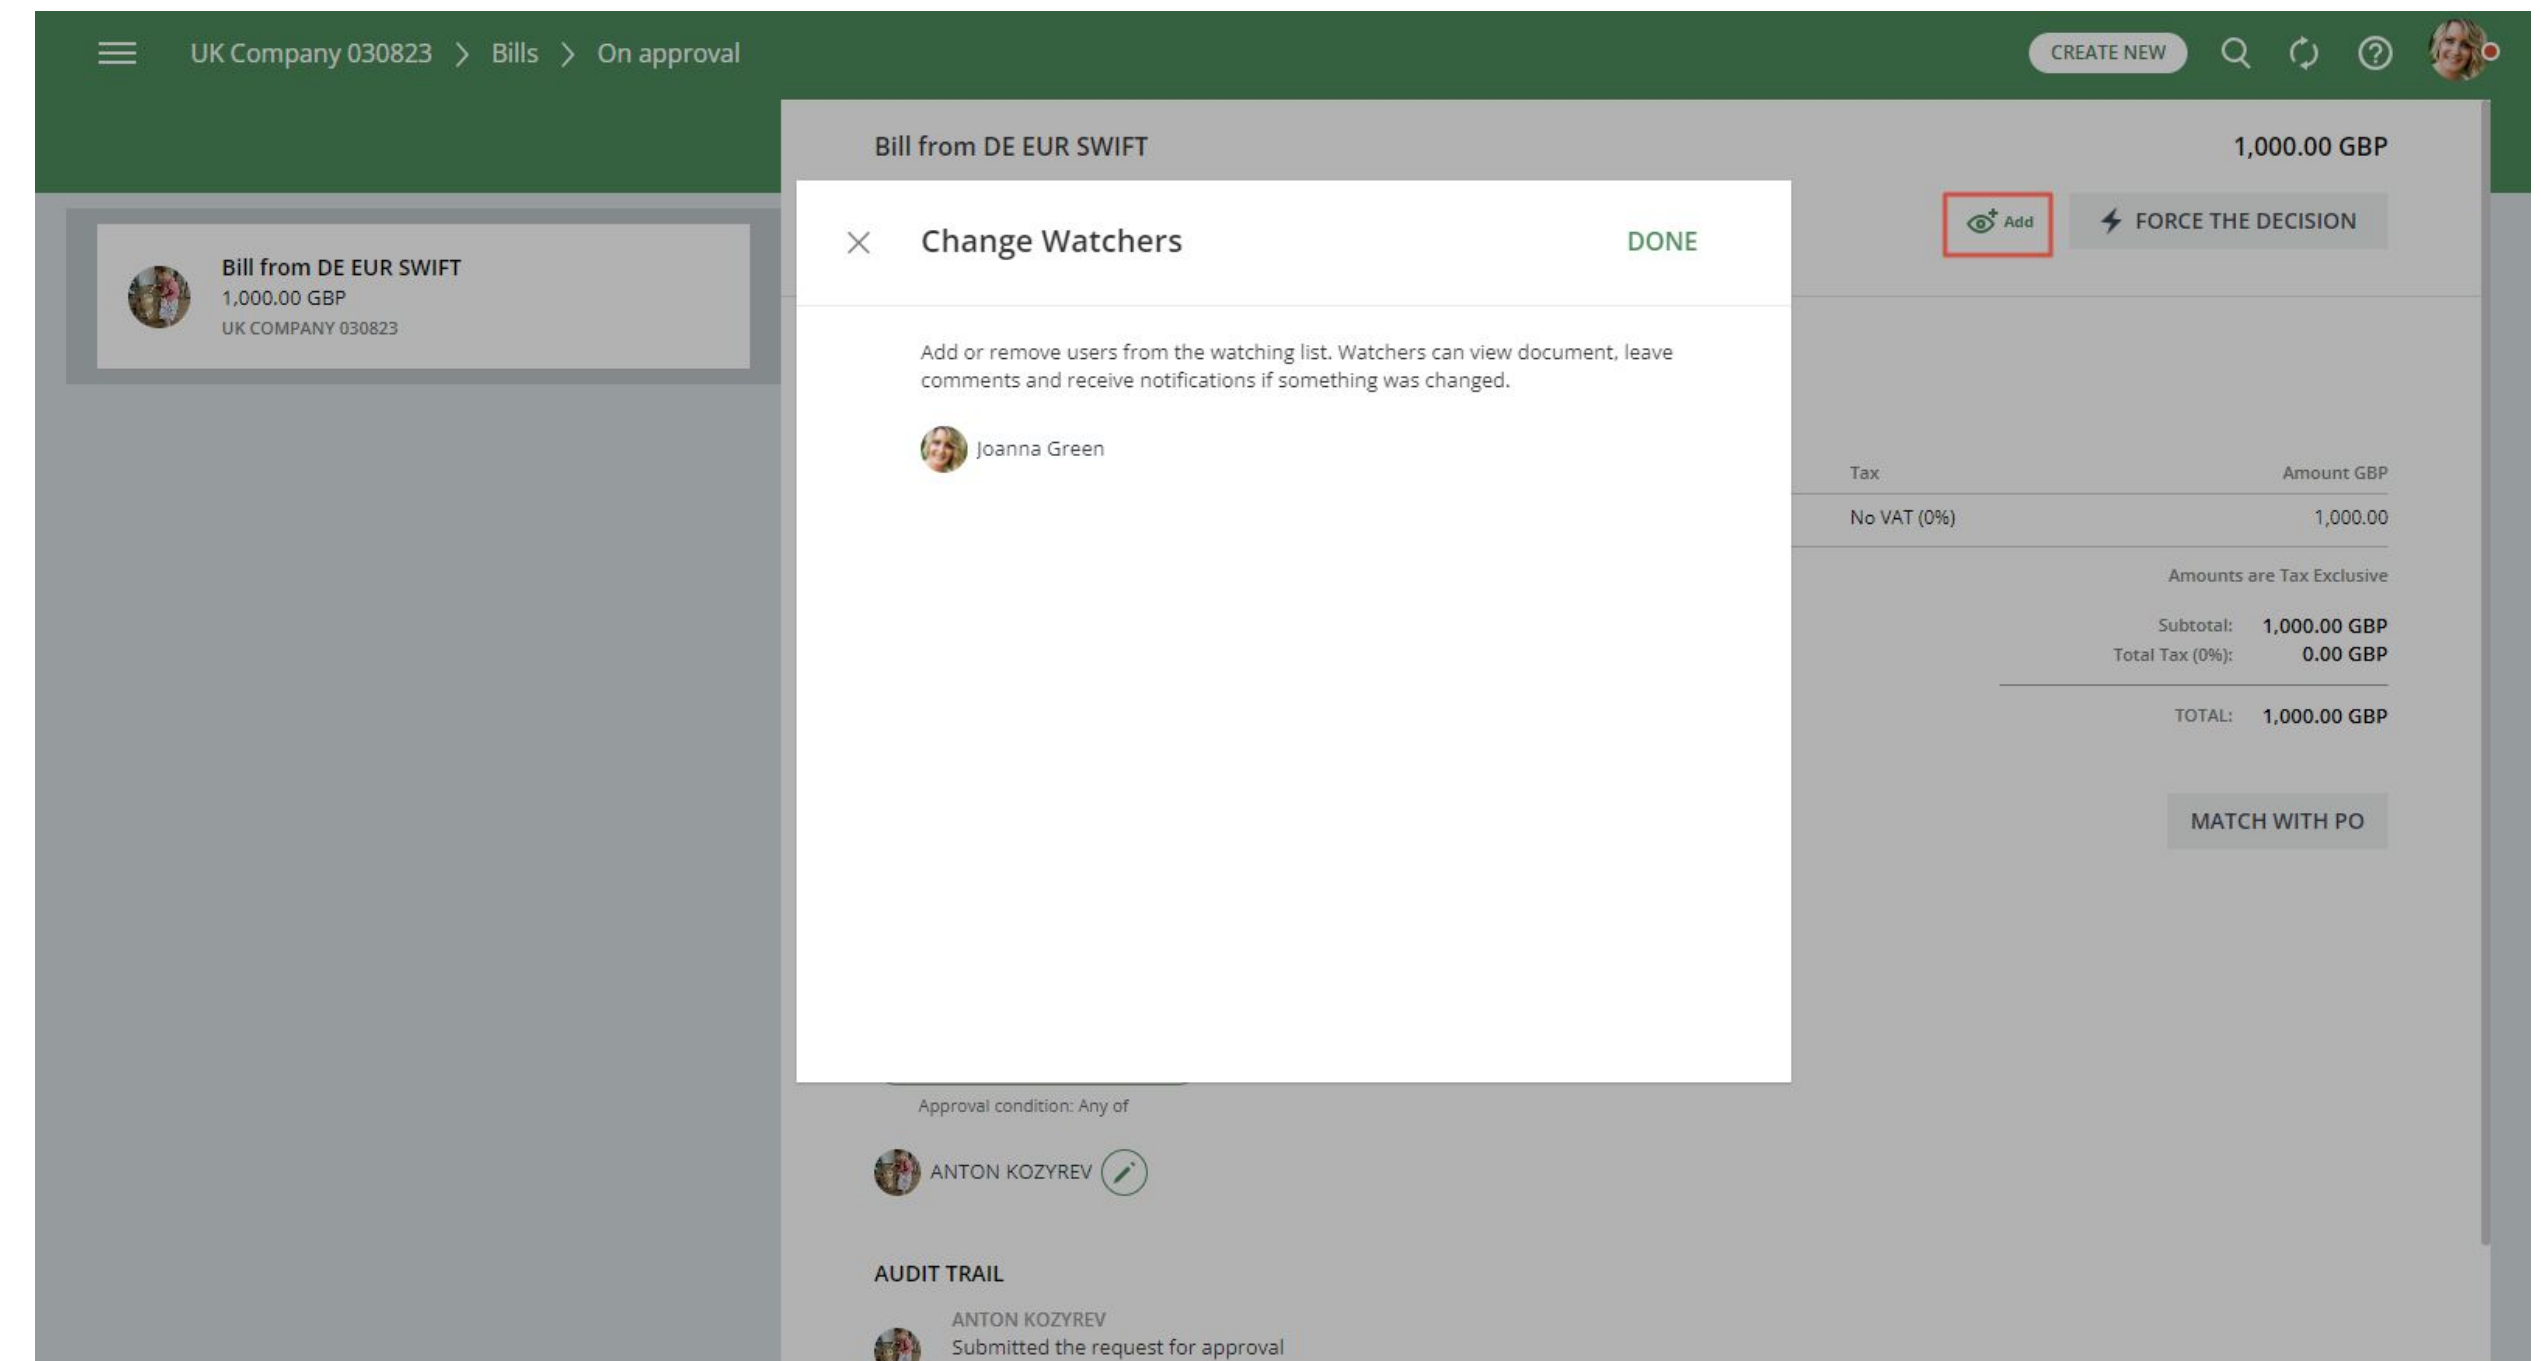 UK Company 030823 > Bills > On approval
CREATE NEW
Bill from DE EUR SWIFT
1,000.00 GBP
Add
FORCE THE DECISION
Bill from DE EUR SWIFT
1,000.00 GBP
UK COMPANY 030823
Change Watchers
DONE
Add or remove users from the watching list. Watchers can view document, leave
comments and receive notifications if something was changed.
Joanna Green
Tax Amount GBP
No VAT (0%) 1,000.00
Amounts are Tax Exclusive
Subtotal: 1,000.00 GBP
Total Tax (0%): 0.00 GBP
TOTAL: 1,000.00 GBP
MATCH WITH PO
Approval condition: Any of
ANTON KOZYREV
AUDIT TRAIL
ANTON KOZYREV
Submitted the request for approval